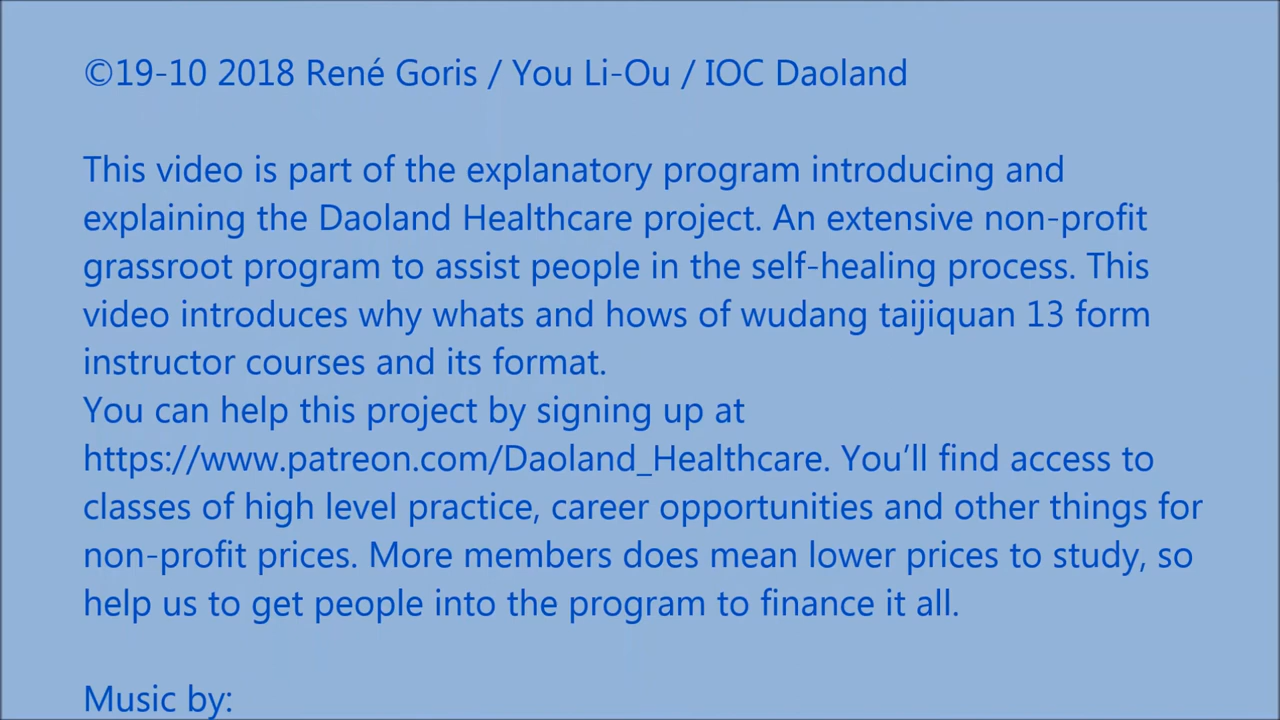 ©19-10 2018 René Goris / You Li-Ou / IOC Daoland
This video is part of the explanatory program introducing and
explaining the Daoland Healthcare project. An extensive non-profit
grassroot program to assist people in the self-healing process. This
video introduces why whats and hows of wudang taijiquan 13 form
instructor courses and its format.
You can help this project by signing up at
https://www.patreon.com/Daoland_Healthcare. You’ll find access to
classes of high level practice, career opportunities and other things for
non-profit prices. More members does mean lower prices to study, so
help us to get people into the program to finance it all.
Music by: